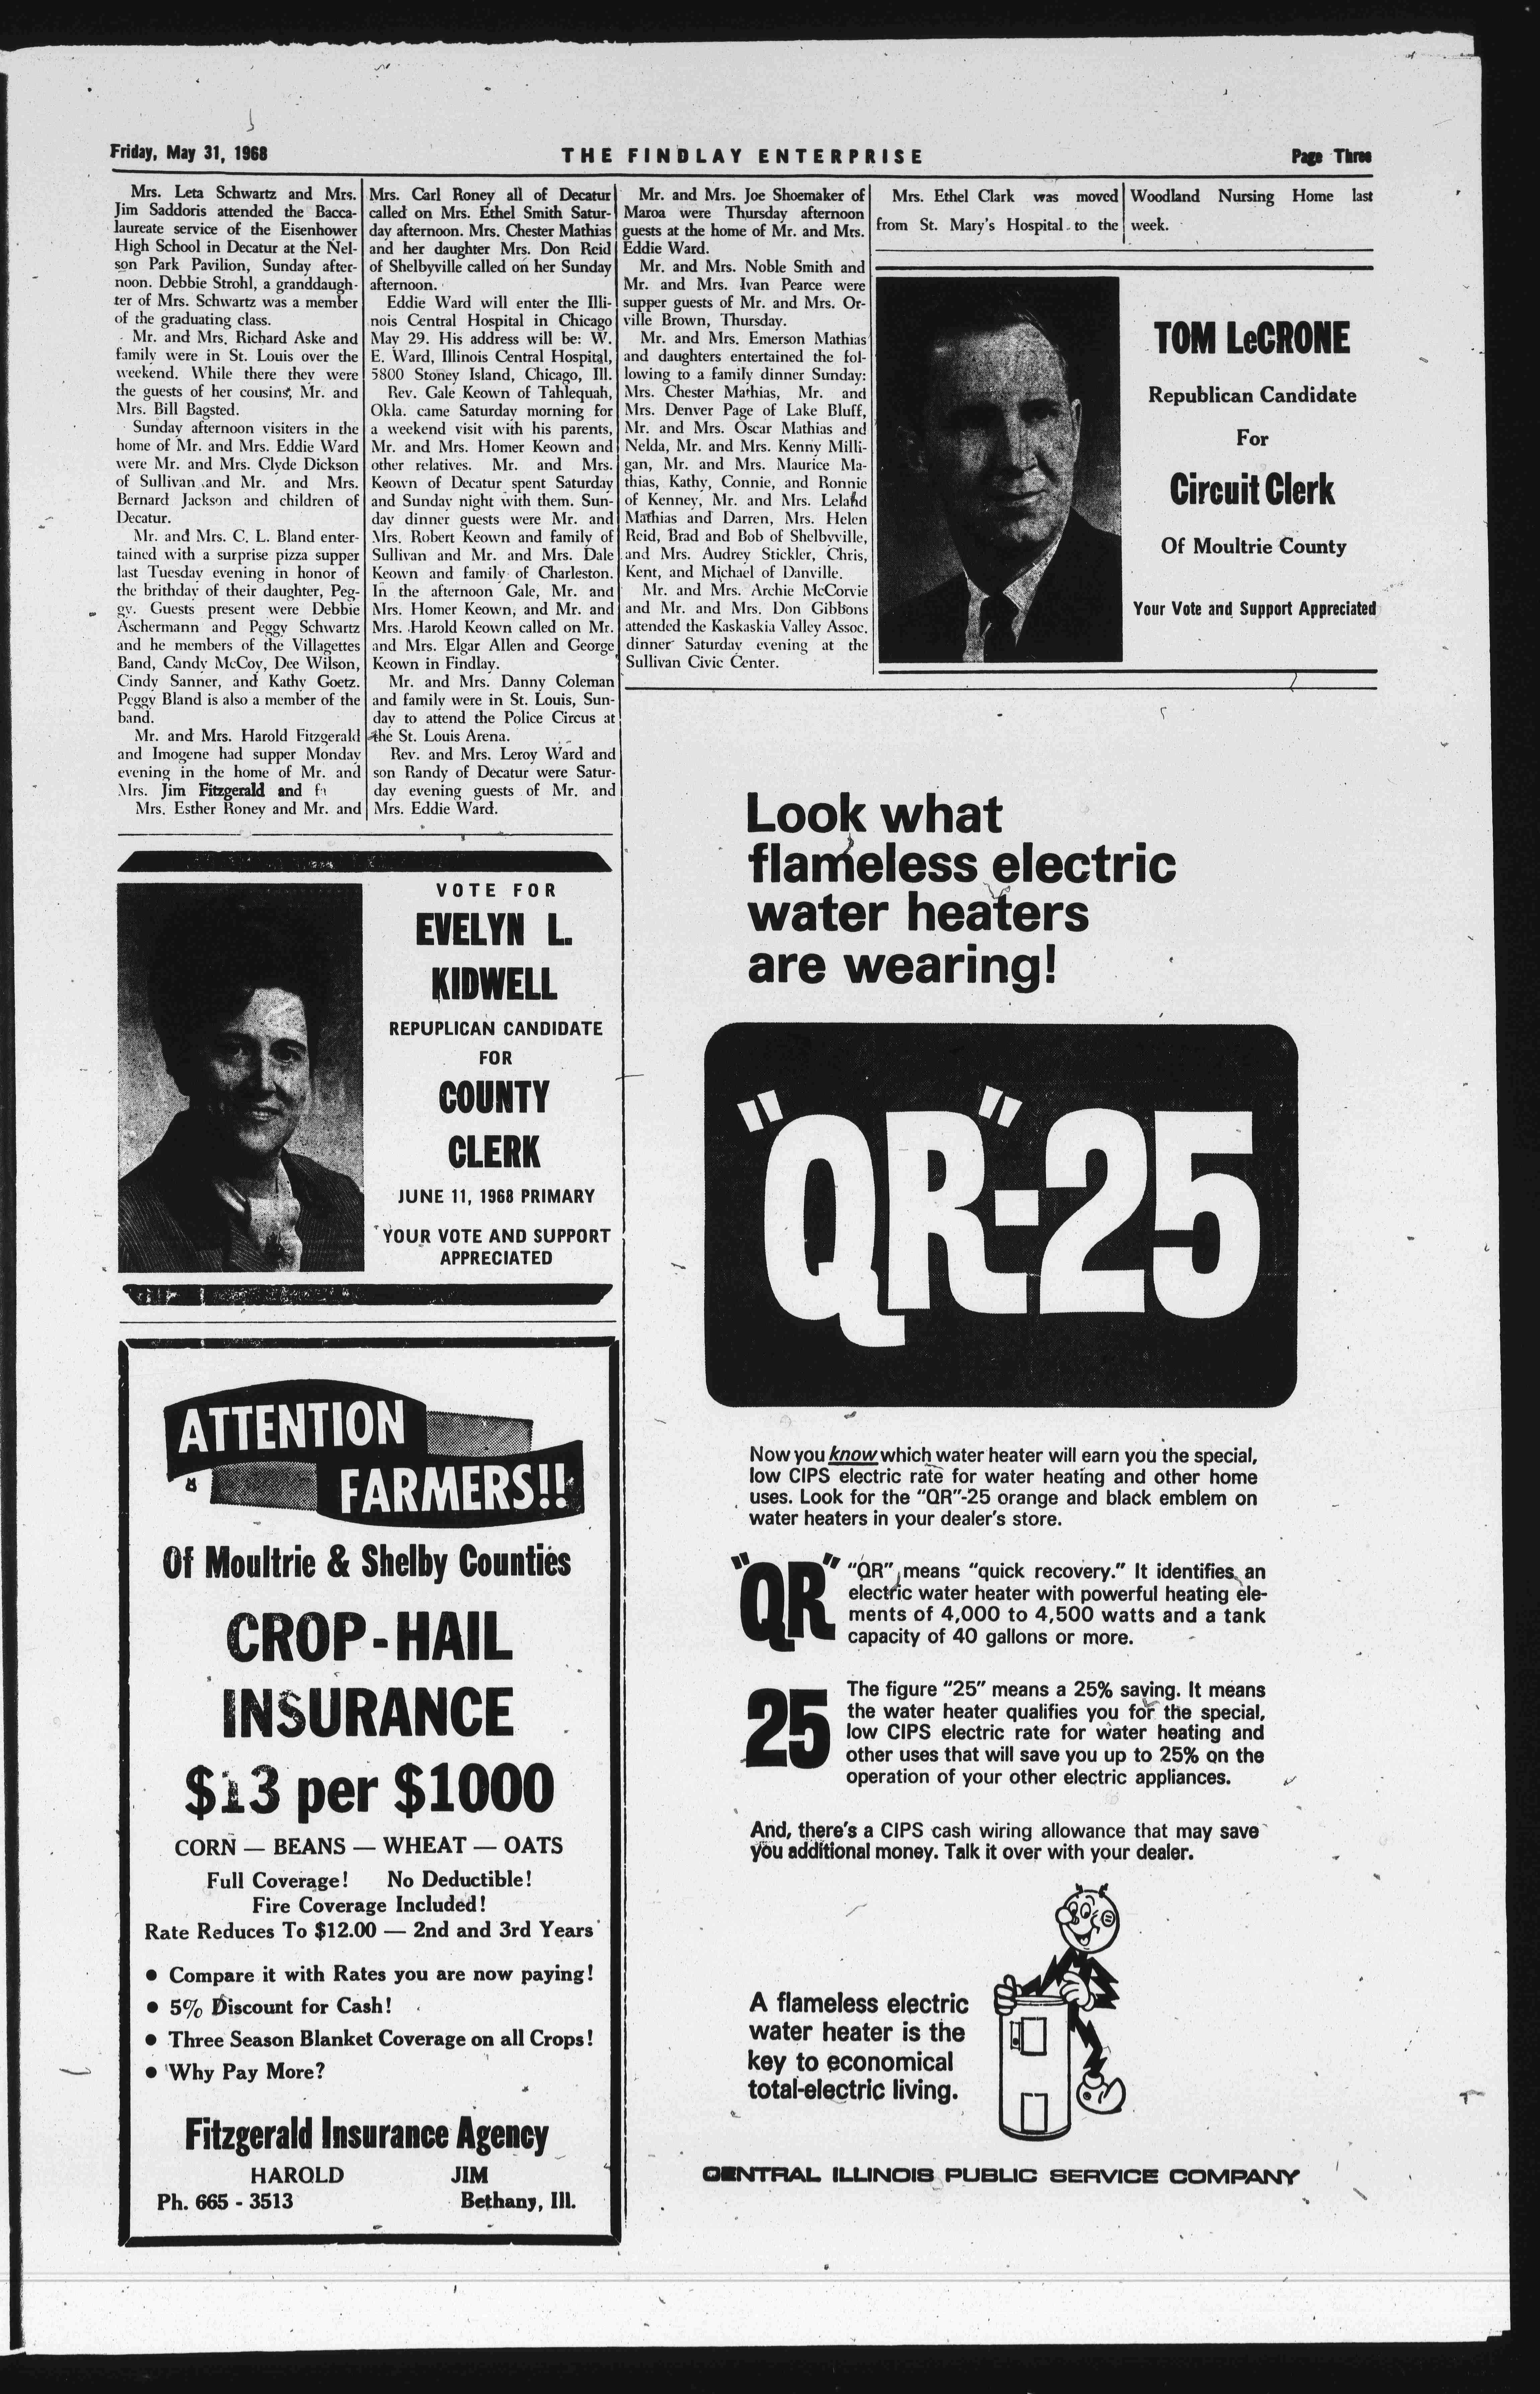 Friday, May 31, 1968
THE FINDLAY ENTERPRISE
Page Three
Mrs. Leta Schwartz and Mrs.
Jim Saddoris attended the Bacca-
laureate service of the Eisenhower
High School in Decatur at the Nel-
son Park Pavilion, Sunday after-
noon. Debbie Strohl, a granddaugh-
ter of Mrs. Schwartz was a member
of the graduating class.
Mr. and Mrs. Richard Aske and
family were in St. Louis over the
weekend. While there they were
the guests of her cousins, Mr. and
Mrs. Bill Bagsted.
Sunday afternoon visiters in the
home of Mr. and Mrs. Eddie Ward
were Mr. and Mrs. Clyde Dickson
of Sullivan and Mr. and Mrs.
Bernard Jackson and children of
Decatur.
Mr. and Mrs. C. L. Bland enter-
tained with a surprise pizza supper
last Tuesday evening in honor of
the brithday of their daughter, Peg-
gy. Guests present were Debbie
Aschermann and Peggy Schwartz
and he members of the Villagettes
Band, Candy McCoy, Dee Wilson,
Cindy Sanner, and Kathy Goetz.
Peggy Bland is also a member of the
band.
Mr. and Mrs. Harold Fitzgerald
and Imogene had supper Monday
evening in the home of Mr. and
Mrs. Jim Fitzgerald and
Mrs. Esther Roney and Mr. and
Mrs. Carl Roney all of Decatur
called on Mrs. Ethel Smith Satur-
day afternoon. Mrs. Chester Mathias
and her daughter Mrs. Don Reid
of Shelbyville called on her Sunday
afternoon.
Eddie Ward will enter the Illi-
nois Central Hospital in Chicago
May 29. His address will be: W.
E. Ward, Illinois Central Hospital,
5800 Stoney Island, Chicago, Ill.
Rev. Gale Keown of Tahlequah,
Okla. came Saturday morning for
a weekend visit with his parents,
Mr. and Mrs. Homer Keown and
other relatives. Mr. and Mrs.
Keown of Decatur spent Saturday
and Sunday night with them. Sun-
day dinner guests were Mr. and
Mrs. Robert Keown and family of
Sullivan and Mr. and Mrs. Dale
Keown and family of Charleston.
In the afternoon Gale, Mr. and
Mrs. Homer Keown, and Mr. and
Mrs. Harold Keown called on Mr.
and Mrs. Elgar Allen and George
Keown in Findlay.
Mr. and Mrs. Danny Coleman
and family were in St. Louis, Sun-
day to attend the Police Circus at
the St. Louis Arena.
Rev. and Mrs. Leroy Ward and
son Randy of Decatur were Satur-
day evening guests of Mr. and
Mrs. Eddie Ward.
Mr. and Mrs. Joe Shoemaker of
Maroa were Thursday afternoon
guests at the home of Mr. and Mrs.
Eddie Ward.
Mr. and Mrs. Noble Smith and
Mr. and Mrs. Ivan Pearce were
supper guests of Mr. and Mrs. Or-
ville Brown, Thursday.
Mr. and Mrs. Emerson Mathias
and daughters entertained the fol-
lowing to a family dinner Sunday:
Mrs. Chester Mathias, Mr. and
Mrs. Denver Page of Lake Bluff,
Mr. and Mrs. Oscar Mathias and
Nelda, Mr. and Mrs. Kenny Milli-
gan, Mr. and Mrs. Maurice Ma-
thias, Kathy, Connie, and Ronnie
of Kenney, Mr. and Mrs. Leland
Mathias and Darren, Mrs. Helen
Reid, Brad and Bob of Shelbyville,
and Mrs. Audrey Stickler, Chris,
Kent, and Michael of Danville.
Mr. and Mrs. Archie McCorvie
and Mr. and Mrs. Don Gibbons
attended the Kaskaskia Valley Assoc.
dinner Saturday evening at the
Sullivan Civic Center.
Mrs. Ethel Clark was moved
from St. Mary's Hospital to the
Woodland Nursing Home last
week.
TOM LeCRONE
Republican Candidate
For
Circuit Clerk
Of Moultrie County
Your Vote and Support Appreciated
VOTE FOR
EVELYN L.
KIDWELL
REPUPLICAN CANDIDATE
FOR
COUNTY
CLERK
JUNE 11, 1968 PRIMARY
YOUR VOTE AND SUPPORT
APPRECIATED
ATTENTION
FARMERS!!
Of Moultrie & Shelby Counties
CROP-HAIL
INSURANCE
$13 per $1000
CORN — BEANS — WHEAT — OATS
Full Coverage! No Deductible!
Fire Coverage Included!
Rate Reduces To $12.00 — 2nd and 3rd Years
● Compare it with Rates you are now paying!
● 5% Discount for Cash!
● Three Season Blanket Coverage on all Crops!
● Why Pay More?
Fitzgerald Insurance Agency
HAROLD JIM
Ph. 665 - 3513 Bethany, Ill.
Look what
flameless electric
water heaters
are wearing!
"QR"-25
Now you know which water heater will earn you the special,
low CIPS electric rate for water heating and other home
uses. Look for the "QR"-25 orange and black emblem on
water heaters in your dealer's store.
"QR"
"QR" means "quick recovery." It identifies an
electric water heater with powerful heating ele-
ments of 4,000 to 4,500 watts and a tank
capacity of 40 gallons or more.
25
The figure "25" means a 25% saving. It means
the water heater qualifies you for the special,
low CIPS electric rate for water heating and
other uses that will save you up to 25% on the
operation of your other electric appliances.
And, there's a CIPS cash wiring allowance that may save
you additional money. Talk it over with your dealer.
A flameless electric
water heater is the
key to economical
total-electric living.
CENTRAL ILLINOIS PUBLIC SERVICE COMPANY